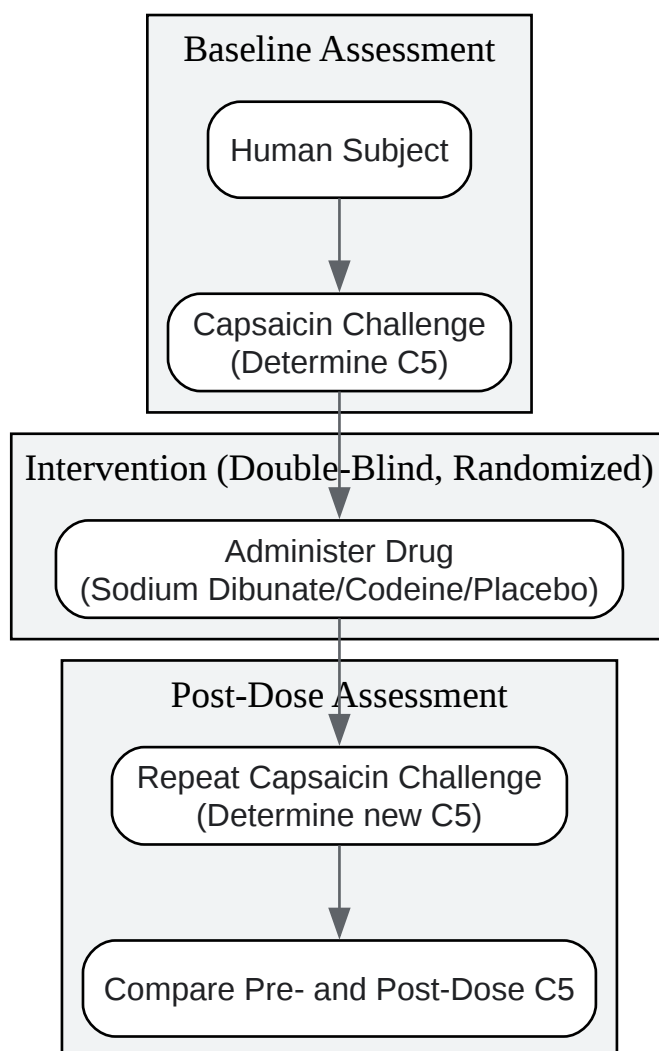 Baseline Assessment
Human Subject
Capsaicin Challenge
(Determine C5)
Intervention (Double-Blind, Randomized)
Administer Drug
(Sodium Dibunate/Codeine/Placebo)
Post-Dose Assessment
Repeat Capsaicin Challenge
(Determine new C5)
Compare Pre- and Post-Dose C5